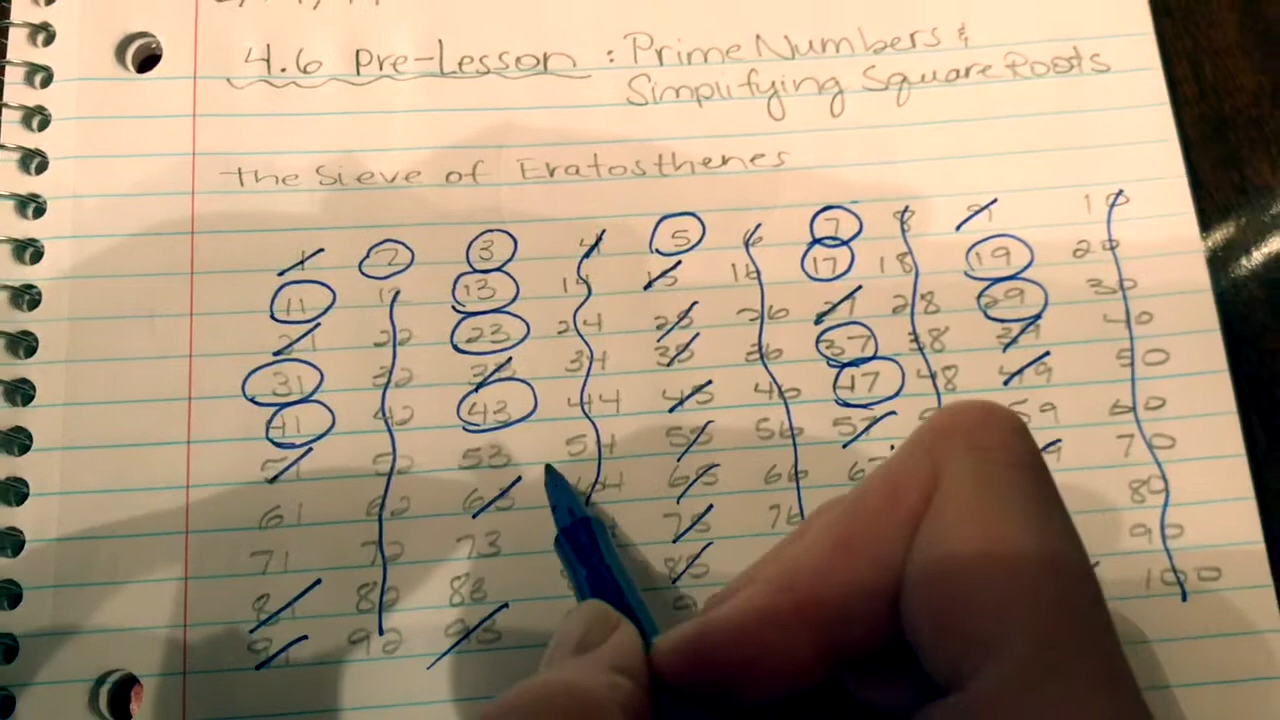 4.6 Pre-Lesson : Prime Numbers &
Simplifying Square Roots
The Sieve of Eratosthenes
1 2 3 4 5 6 7 8 9 10
11 12 13 14 15 16 17 18 19 20
21 22 23 24 25 26 27 28 29 30
31 32 33 34 35 36 37 38 39 40
41 42 43 44 45 46 47 48 49 50
51 52 53 54 55 56 57 59 60
61 62 63 64 65 66 67 70
71 72 73 75 76 80
81 82 83 85 90
91 92 93 100